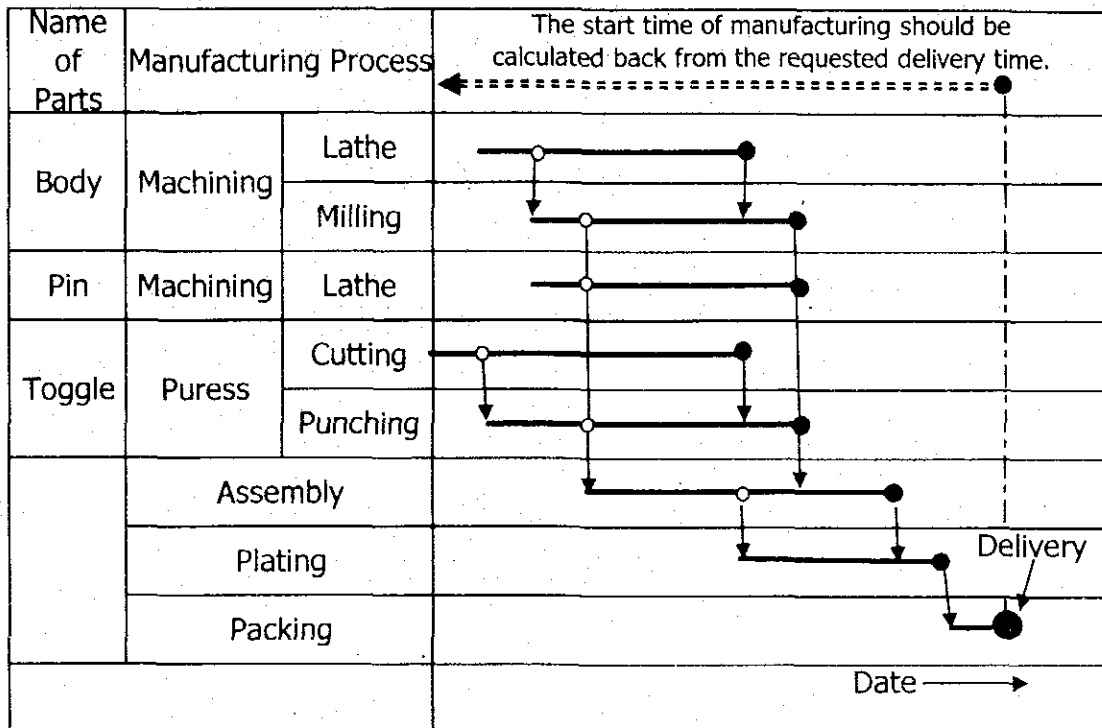 Name
of
Parts
Manufacturing Process
The start time of manufacturing should be
calculated back from the requested delivery time.
Body
Machining
Lathe
Milling
Pin
Machining
Lathe
Toggle
Puress
Cutting
Punching
Assembly
Plating
Delivery
Packing
Date